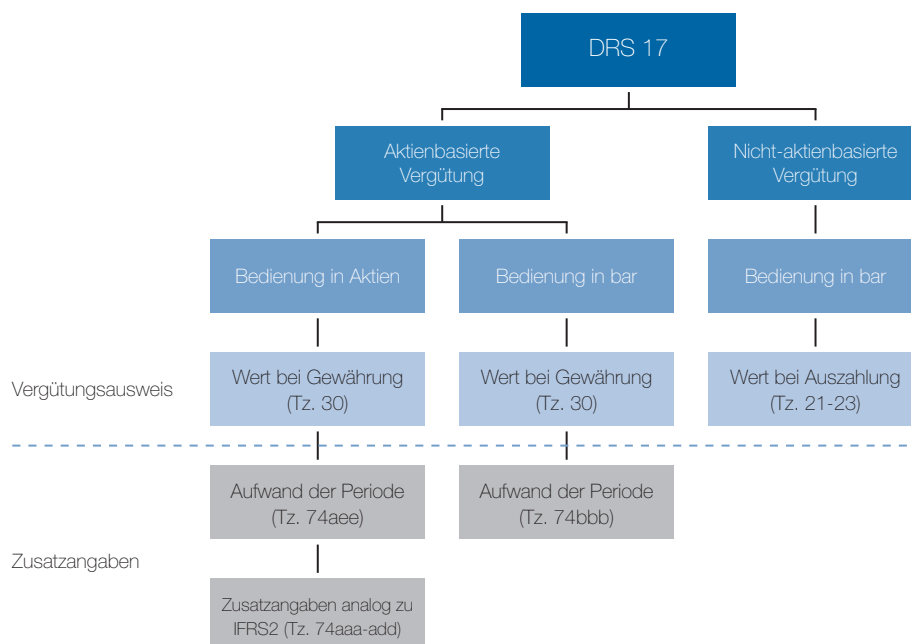 DRS 17
Aktienbasierte
Vergütung
Nicht-aktienbasierte
Vergütung
Bedienung in Aktien
Bedienung in bar
Bedienung in bar
Vergütungsausweis
Wert bei Gewährung
(Tz. 30)
Wert bei Gewährung
(Tz. 30)
Wert bei Auszahlung
(Tz. 21-23)
Aufwand der Periode
(Tz. 74aee)
Aufwand der Periode
(Tz. 74bbb)
Zusatzangaben
Zusatzangaben analog zu
IFRS2 (Tz. 74aaa-add)